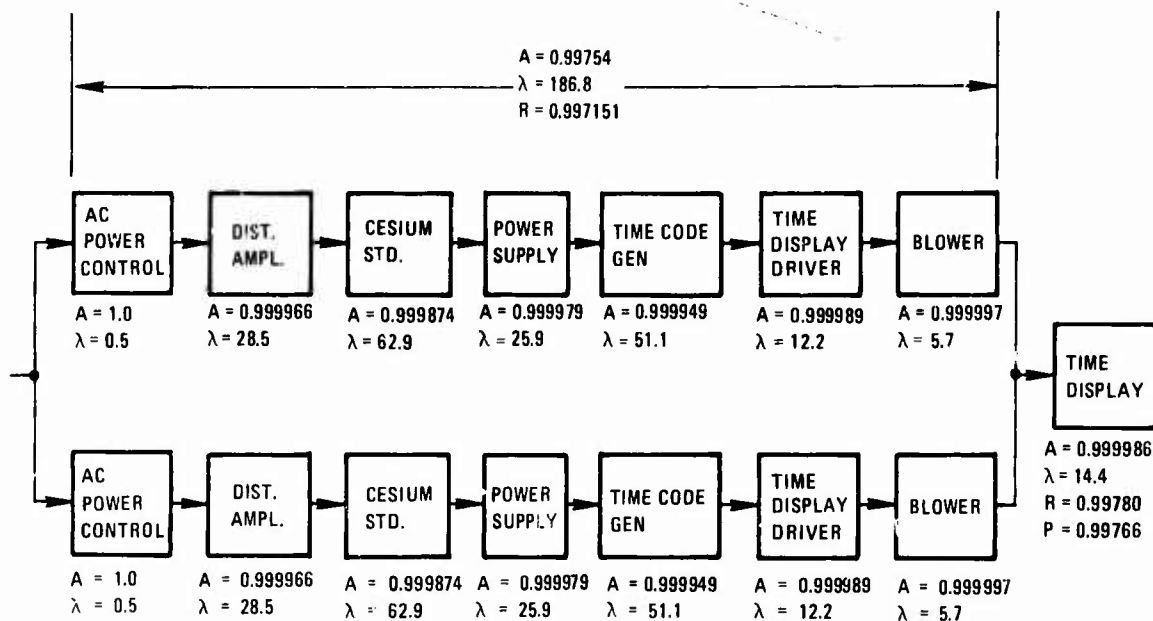 A = 0.99754
λ = 186.8
R = 0.997151
AC
POWER
CONTROL
A = 1.0
λ = 0.5
DIST.
AMPL.
A = 0.999966
λ = 28.5
CESIUM
STD.
A = 0.999874
λ = 62.9
POWER
SUPPLY
A = 0.999979
λ = 25.9
TIME CODE
GEN
A = 0.999949
λ = 51.1
TIME
DISPLAY
DRIVER
A = 0.999989
λ = 12.2
BLOWER
A = 0.999997
λ = 5.7
TIME
DISPLAY
A = 0.999986
λ = 14.4
R = 0.99780
P = 0.99766
AC
POWER
CONTROL
A = 1.0
λ = 0.5
DIST.
AMPL.
A = 0.999966
λ = 28.5
CESIUM
STD.
A = 0.999874
λ = 62.9
POWER
SUPPLY
A = 0.999979
λ = 25.9
TIME CODE
GEN
A = 0.999949
λ = 51.1
TIME
DISPLAY
DRIVER
A = 0.999989
λ = 12.2
BLOWER
A = 0.999997
λ = 5.7